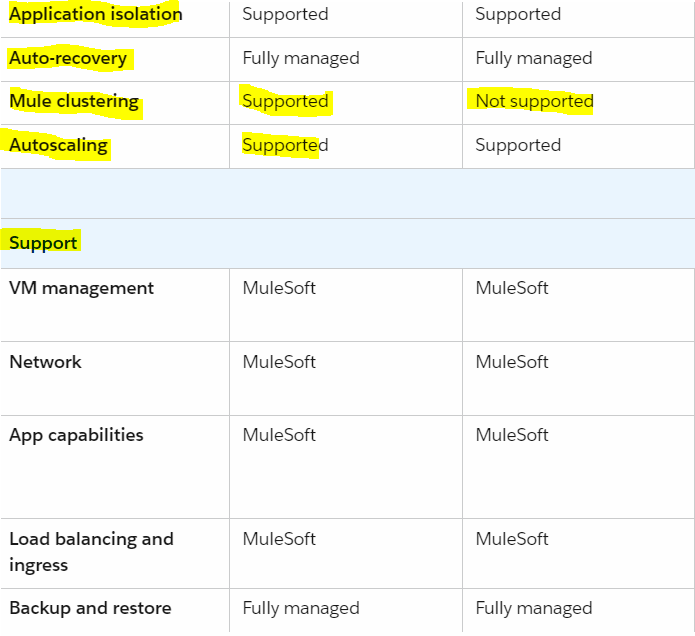 Application isolation Supported Supported
Auto-recovery Fully managed Fully managed
Mule clustering Supported Not supported
Autoscaling Supported Supported
Support
VM management MuleSoft MuleSoft
Network MuleSoft MuleSoft
App capabilities MuleSoft MuleSoft
Load balancing and MuleSoft MuleSoft
ingress
Backup and restore Fully managed Fully managed